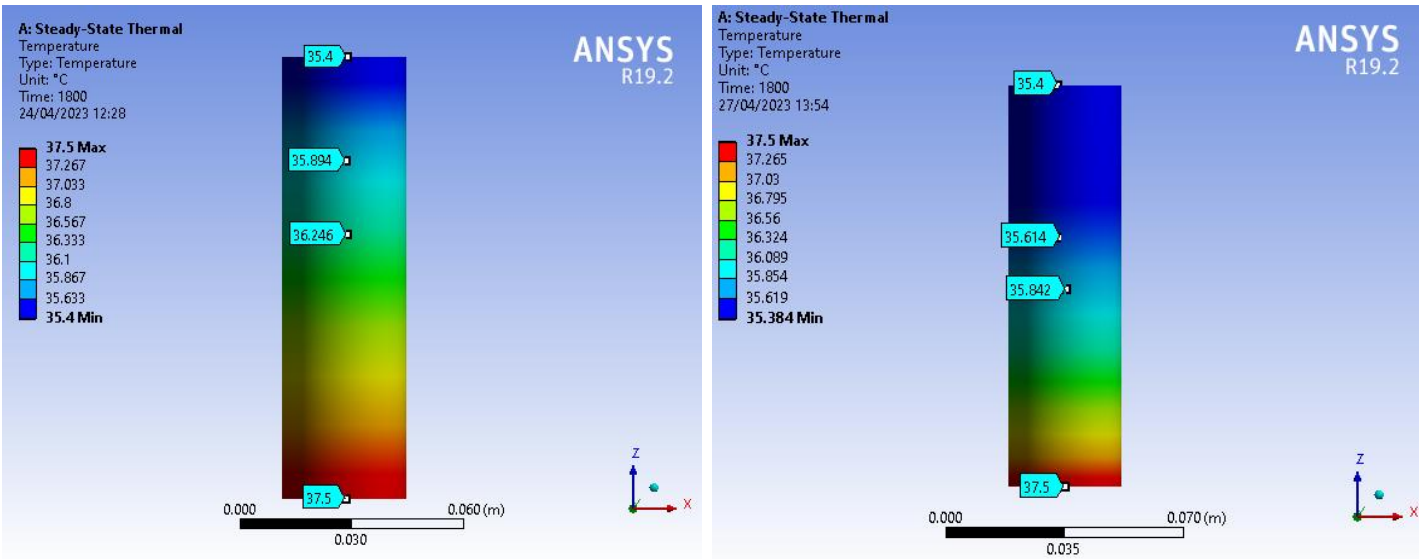 A: Steady-State Thermal
Temperature
Type: Temperature
Unit: °C
Time: 1800
24/04/2023 12:28
37.5 Max
37.267
37.033
36.8
36.567
36.333
36.1
35.867
35.633
35.4 Min
35.4
35.894
36.246
37.5
ANSYS
R19.2
0.000
0.060 (m)
0.030
Z
X
A: Steady-State Thermal
Temperature
Type: Temperature
Unit: °C
Time: 1800
27/04/2023 13:54
37.5 Max
37.265
37.03
36.795
36.56
36.324
36.089
35.854
35.619
35.384 Min
35.4
35.614
35.842
37.5
ANSYS
R19.2
0.000
0.070 (m)
0.035
Z
X